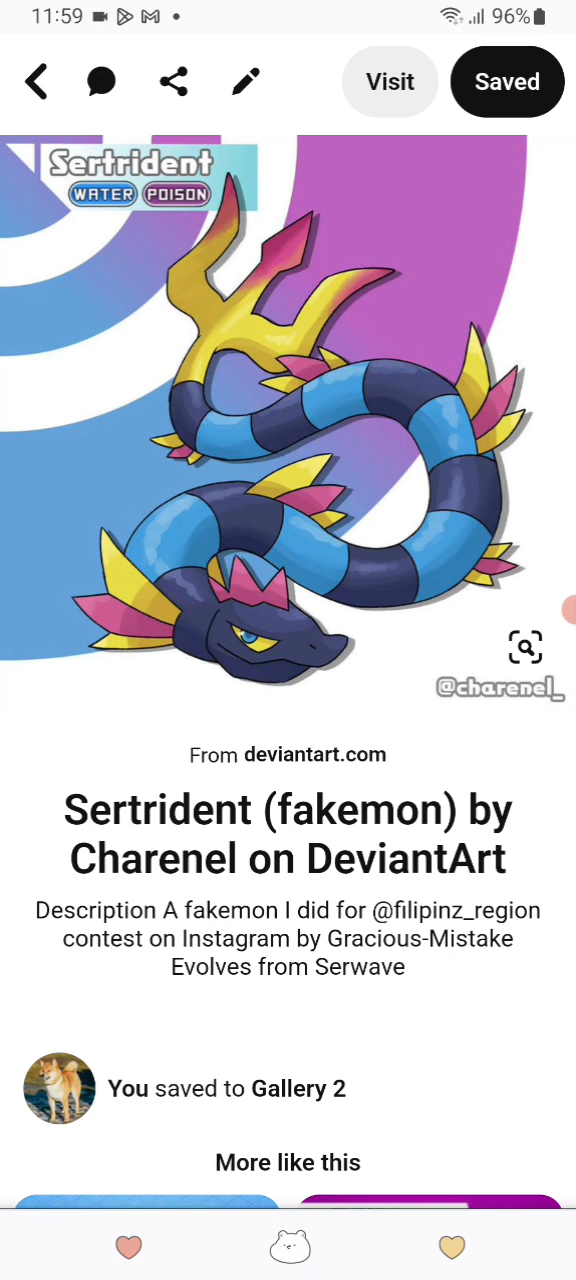 11:59
96%
Visit
Saved
Sertrident
WATER POISON
@charenel_
From deviantart.com
Sertrident (fakemon) by
Charenel on DeviantArt
Description A fakemon I did for @filipinz_region
contest on Instagram by Gracious-Mistake
Evolves from Serwave
You saved to Gallery 2
More like this